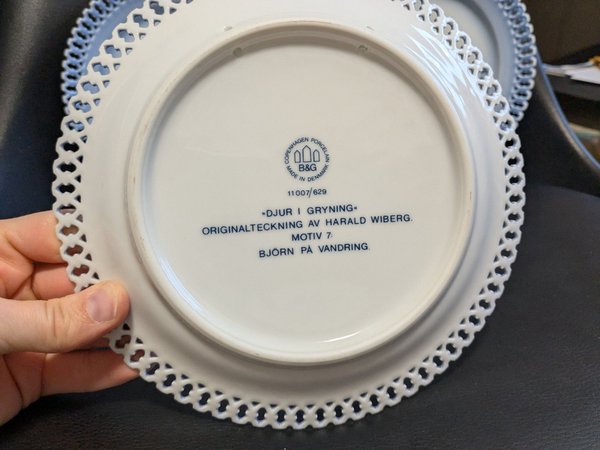 COPENHAGEN PORCELAIN
B&G
MADE IN DENMARK
11007/629
»DJUR I GRYNING«
ORIGINALTECKNING AV HARALD WIBERG.
MOTIV 7:
BJÖRN PÅ VANDRING.